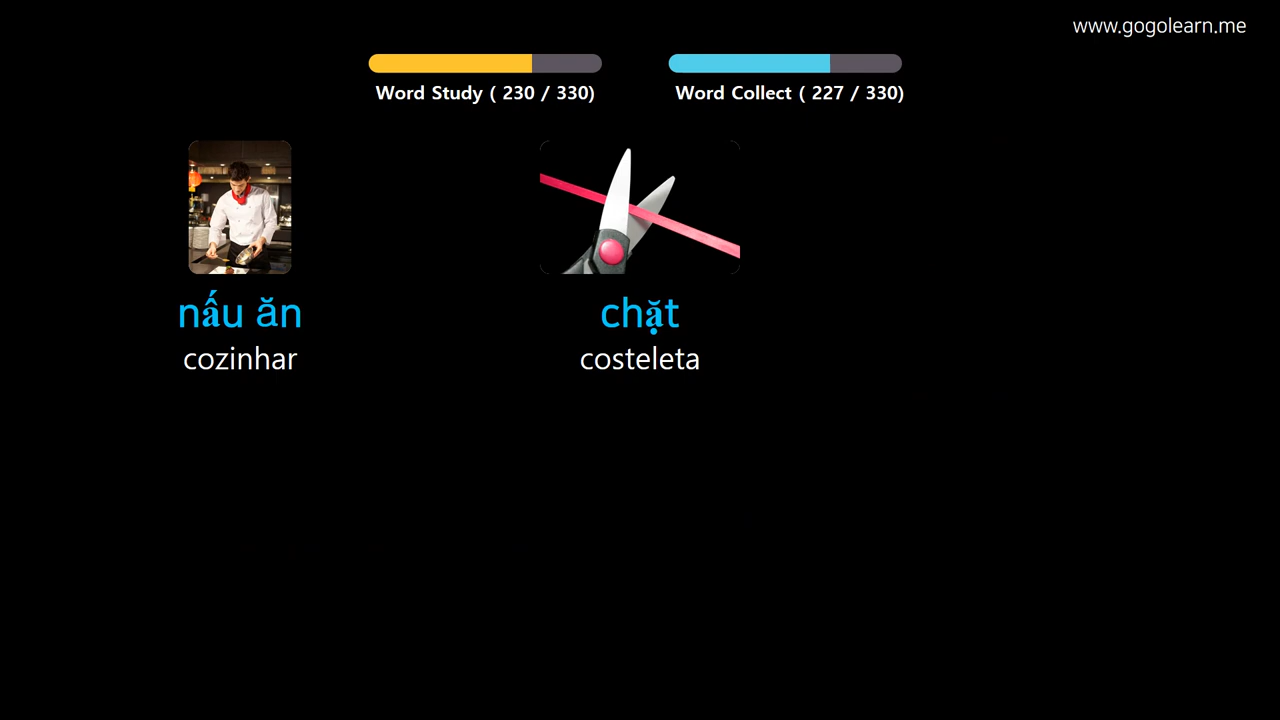 www.gogolearn.me
Word Study ( 230 / 330)
Word Collect ( 227 / 330)
nấu ăn
chặt
cozinhar
costeleta